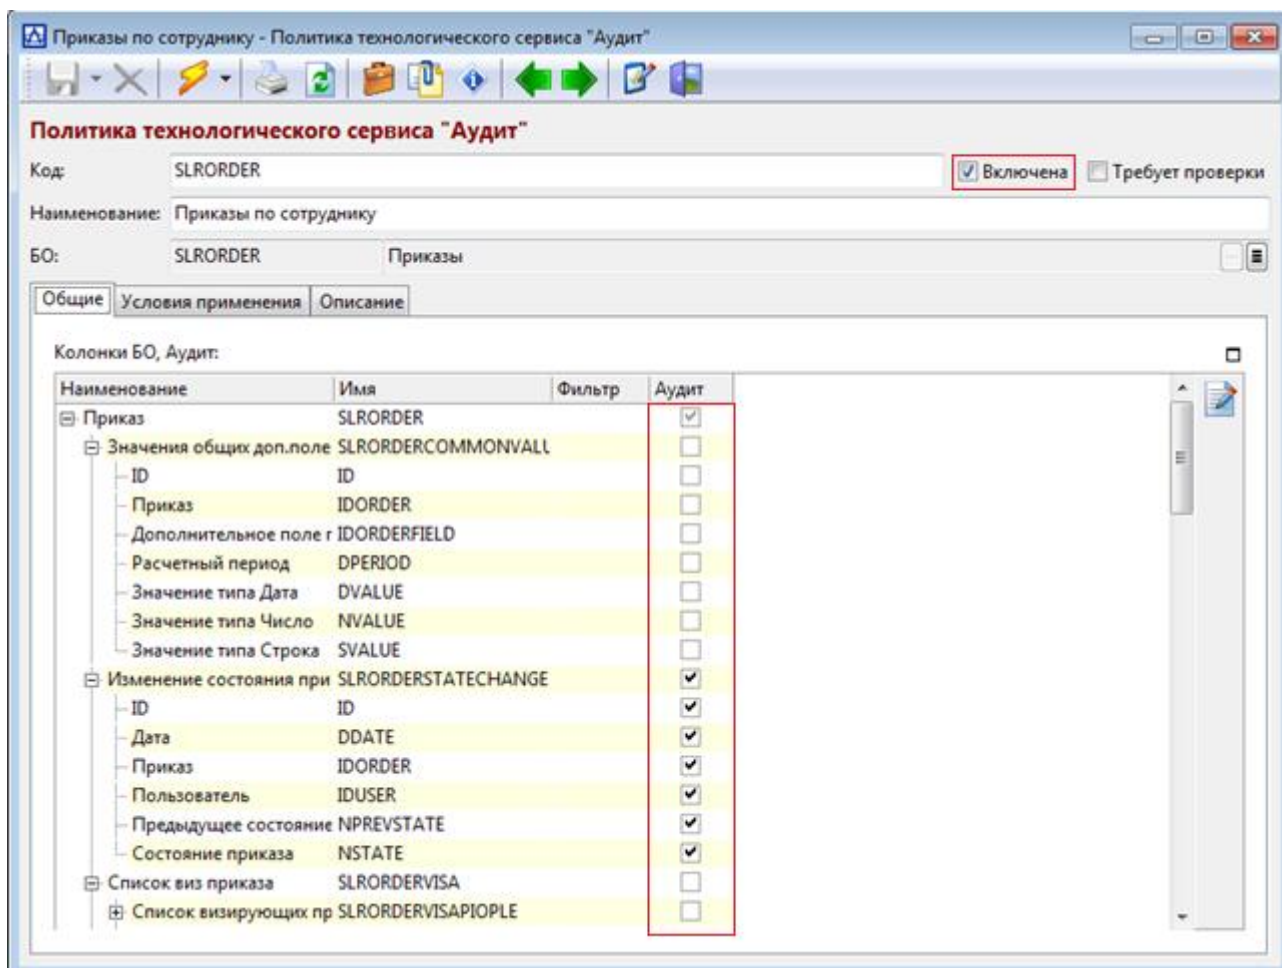 Приказы по сотруднику - Политика технологического сервиса "Аудит"
Политика технологического сервиса "Аудит"
Код: SLRORDER Включена Требует проверки
Наименование: Приказы по сотруднику
БО: SLRORDER Приказы
Общие Условия применения Описание
Колонки БО, Аудит:
Наименование Имя Фильтр Аудит
Приказ SLRORDER
Значения общих доп.поле SLRORDERCOMMONVALU
ID ID
Приказ IDORDER
Дополнительное поле г IDORDERFIELD
Расчетный период DPERIOD
Значение типа Дата DVALUE
Значение типа Число NVALUE
Значение типа Строка SVALUE
Изменение состояния при SLRORDERSTATECHANGE
ID ID
Дата DDATE
Приказ IDORDER
Пользователь IDUSER
Предыдущее состояние NPREVSTATE
Состояние приказа NSTATE
Список виз приказа SLRORDERVISA
Список визирующих пр SLRORDERVISAPIOPLE